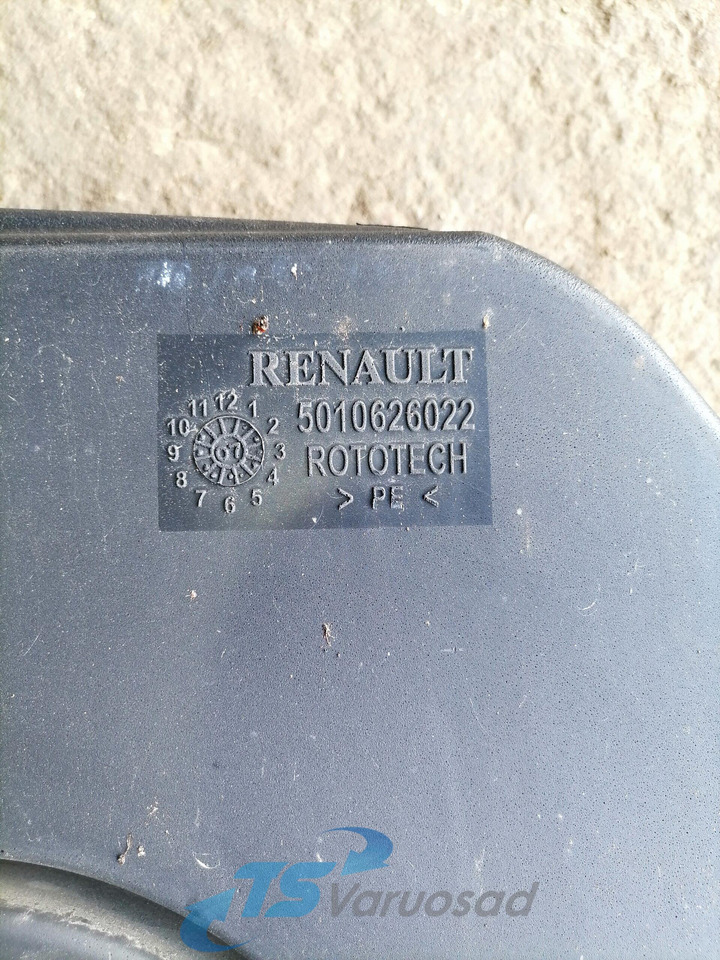 RENAULT
5010626022
ROTOTECH
> PE <
11 12 1
10 2
9 07 3
8 4
7 6 5
TS Varuosad